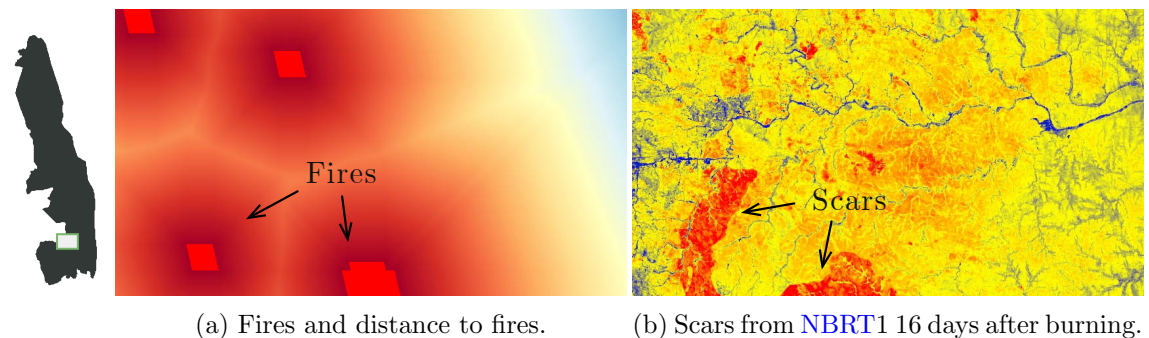 Fires
Scars
(a) Fires and distance to fires.
(b) Scars from NBRT1 16 days after burning.